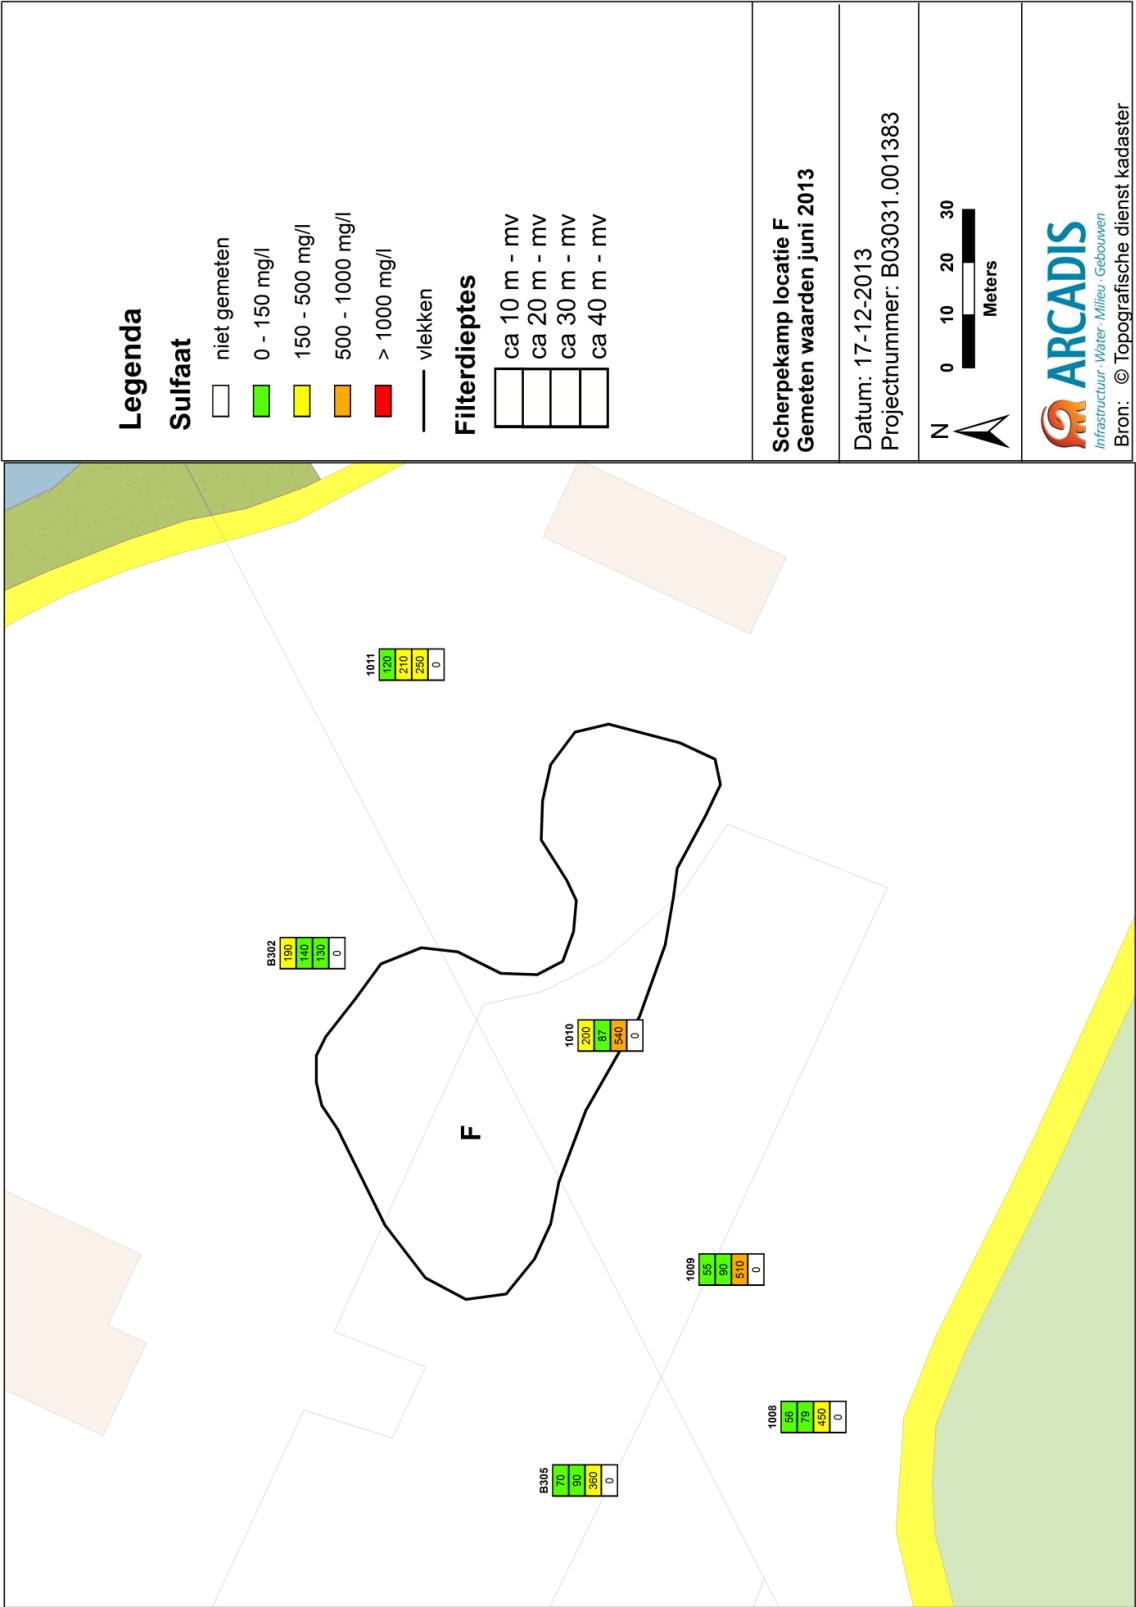 Legenda
Sulfaat
niet gemeten
0 - 150 mg/l
150 - 500 mg/l
500 - 1000 mg/l
> 1000 mg/l
vlekken
Filterdieptes
ca 10 m - mv
ca 20 m - mv
ca 30 m - mv
ca 40 m - mv
Scherpekamp locatie F
Gemeten waarden juni 2013
Datum: 17-12-2013
Projectnummer: B03031.001383
N
0 10 20 30
Meters
ARCADIS
Infrastructuur · Water · Milieu · Gebouwen
Bron: © Topografische dienst kadaster
B302
190
140
130
0
1011
120
210
250
0
F
1010
200
87
540
0
B305
70
90
360
0
1009
55
90
510
0
1008
56
79
450
0